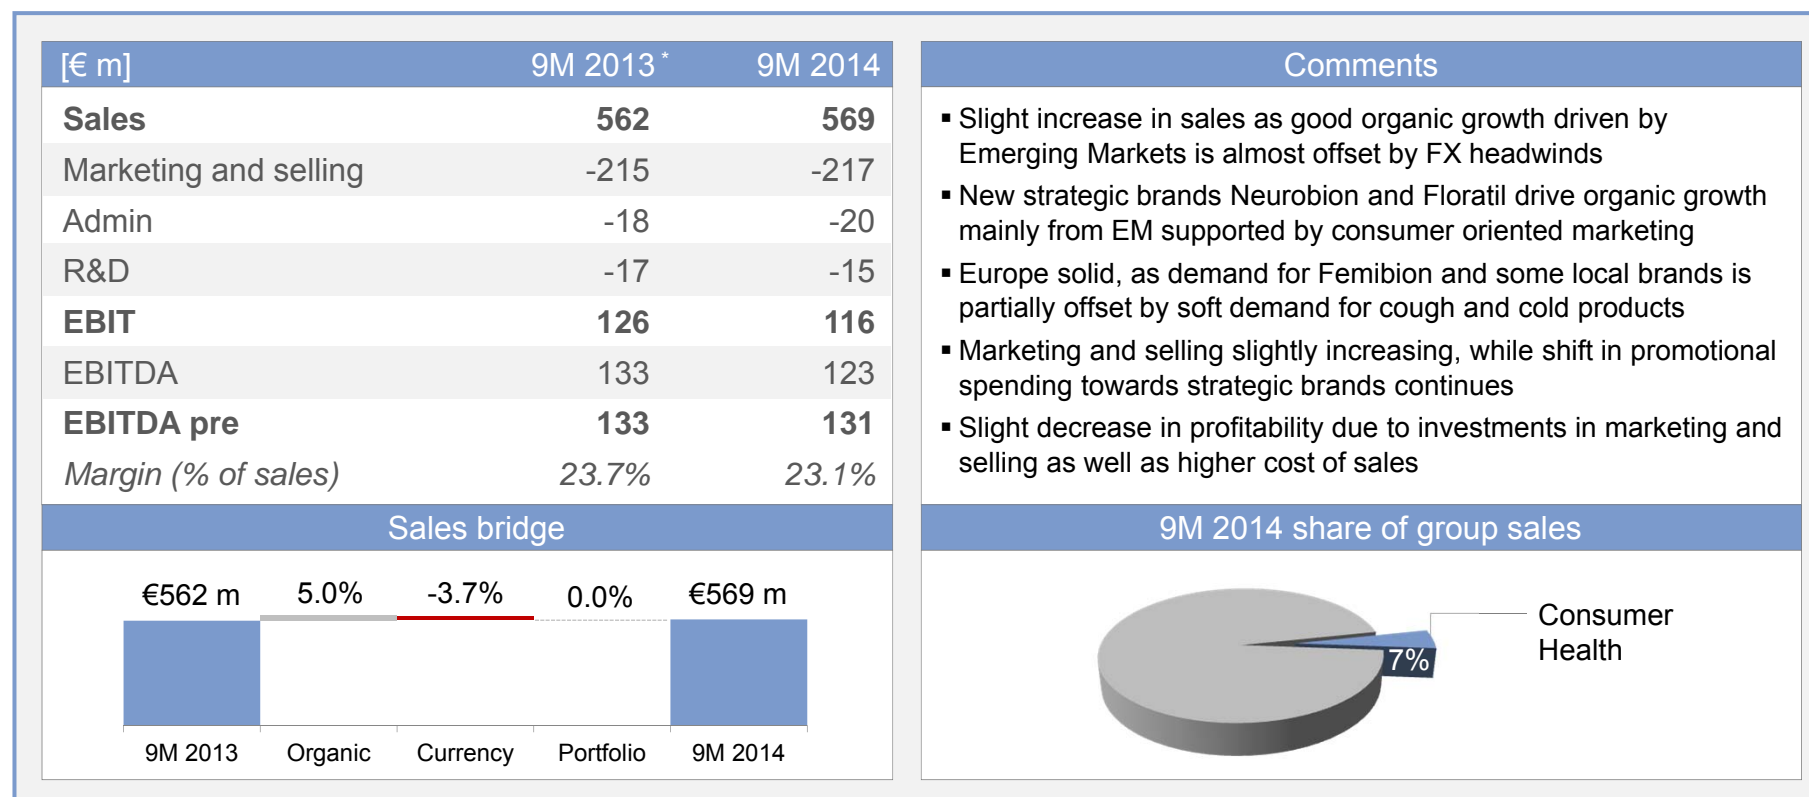 [€ m] 9M 2013 * 9M 2014
Sales 562 569
Marketing and selling -215 -217
Admin -18 -20
R&D -17 -15
EBIT 126 116
EBITDA 133 123
EBITDA pre 133 131
Margin (% of sales) 23.7% 23.1%
Comments
▪ Slight increase in sales as good organic growth driven by
Emerging Markets is almost offset by FX headwinds
▪ New strategic brands Neurobion and Floratil drive organic growth
mainly from EM supported by consumer oriented marketing
▪ Europe solid, as demand for Femibion and some local brands is
partially offset by soft demand for cough and cold products
▪ Marketing and selling slightly increasing, while shift in promotional
spending towards strategic brands continues
▪ Slight decrease in profitability due to investments in marketing and
selling as well as higher cost of sales
Sales bridge
€562 m 5.0% -3.7% 0.0% €569 m
9M 2013 Organic Currency Portfolio 9M 2014
9M 2014 share of group sales
Consumer
Health
7%